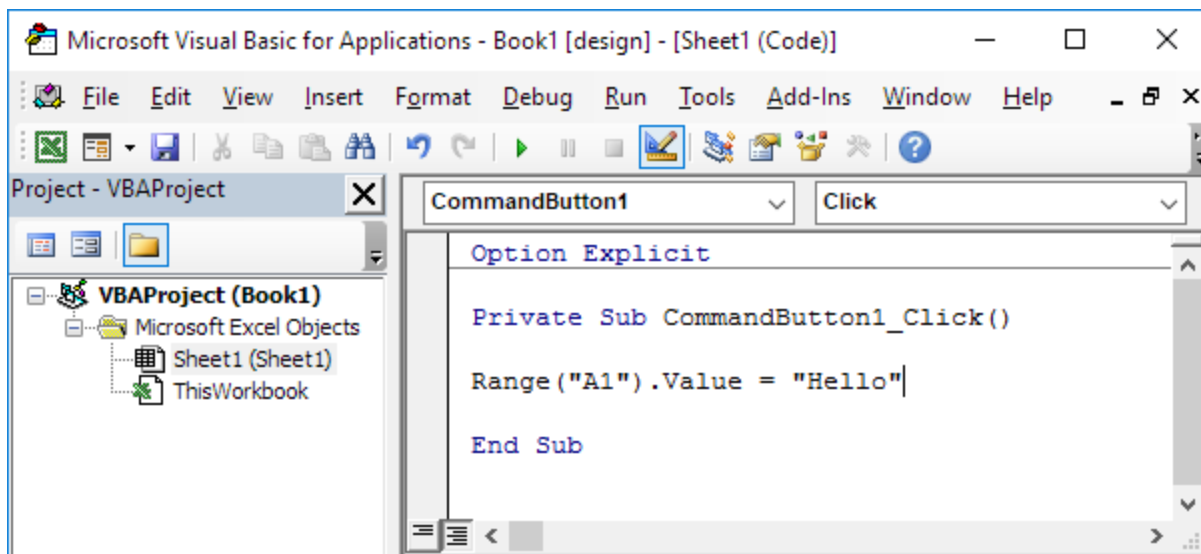 Microsoft Visual Basic for Applications - Book1 [design] - [Sheet1 (Code)]
File Edit View Insert Format Debug Run Tools Add-Ins Window Help
Project - VBAProject
CommandButton1 Click
VBAProject (Book1)
Microsoft Excel Objects
Sheet1 (Sheet1)
ThisWorkbook
Option Explicit
Private Sub CommandButton1_Click()
Range("A1").Value = "Hello"
End Sub